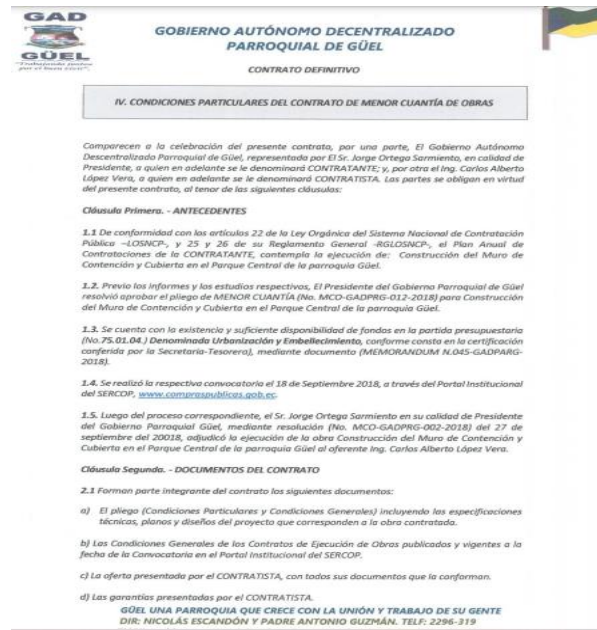 GAD
GÜEL
"Trabajando juntos
por el buen vivir".
GOBIERNO AUTÓNOMO DECENTRALIZADO
PARROQUIAL DE GÜEL
CONTRATO DEFINITIVO
IV. CONDICIONES PARTICULARES DEL CONTRATO DE MENOR CUANTÍA DE OBRAS
Comparecen a la celebración del presente contrato, por una parte, El Gobierno Autónomo
Descentralizada Parroquial de Güel, representada por El Sr. Jorge Ortega Sarmiento, en calidad de
Presidente, a quien en adelante se le denominará CONTRATANTE; y, por otra el Ing. Carlos Alberto
López Vera, a quien en adelante se le denominará CONTRATISTA. Las partes se obligan en virtud
del presente contrato, al tenor de las siguientes cláusulas:
Cláusula Primera. - ANTECEDENTES
1.1 De conformidad con los artículos 22 de la Ley Orgánica del Sistema Nacional de Contratación
Pública –LOSNCP-, y 25 y 26 de su Reglamento General -RGLOSNCP-, el Plan Anual de
Contrataciones de la CONTRATANTE, contempla la ejecución de: Construcción del Muro de
Contención y Cubierta en el Parque Central de la parroquia Güel.
1.2. Previo los informes y los estudios respectivos, El Presidente del Gobierno Parroquial de Güel
resolvió aprobar el pliego de MENOR CUANTÍA (No. MCO-GADPRG-012-2018) para Construcción
del Muro de Contención y Cubierta en el Parque Central de la parroquia Güel.
1.3. Se cuenta con la existencia y suficiente disponibilidad de fondos en la partida presupuestaria
(No.75.01.04.) Denominada Urbanización y Embellecimiento, conforme consta en la certificación
conferida por la Secretaria-Tesorera), mediante documento (MEMORANDUM N.045-GADPARG-
2018).
1.4. Se realizó la respectiva convocatoria el 18 de Septiembre 2018, a través del Portal Institucional
del SERCOP, www.compraspublicas.gob.ec.
1.5. Luego del proceso correspondiente, el Sr. Jorge Ortega Sarmiento en su calidad de Presidente
del Gobierno Parroquial Güel, mediante resolución (No. MCO-GADPRG-002-2018) del 27 de
septiembre del 20018, adjudicó la ejecución de la obra Construcción del Muro de Contención y
Cubierta en el Parque Central de la parroquia Güel al oferente Ing. Carlos Alberto López Vera.
Cláusula Segunda. - DOCUMENTOS DEL CONTRATO
2.1 Forman parte integrante del contrato los siguientes documentos:
a) El pliego (Condiciones Particulares y Condiciones Generales) incluyendo las especificaciones
técnicas, planos y diseños del proyecto que corresponden a la obra contratada.
b) Las Condiciones Generales de los Contratos de Ejecución de Obras publicados y vigentes a la
fecha de la Convocatoria en el Portal Institucional del SERCOP.
c) La oferta presentada por el CONTRATISTA, con todos sus documentos que la conforman.
d) Las garantías presentadas por el CONTRATISTA.
GÜEL UNA PARROQUIA QUE CRECE CON LA UNIÓN Y TRABAJO DE SU GENTE
DIR: NICOLÁS ESCANDÓN Y PADRE ANTONIO GUZMÁN. TELF: 2296-319